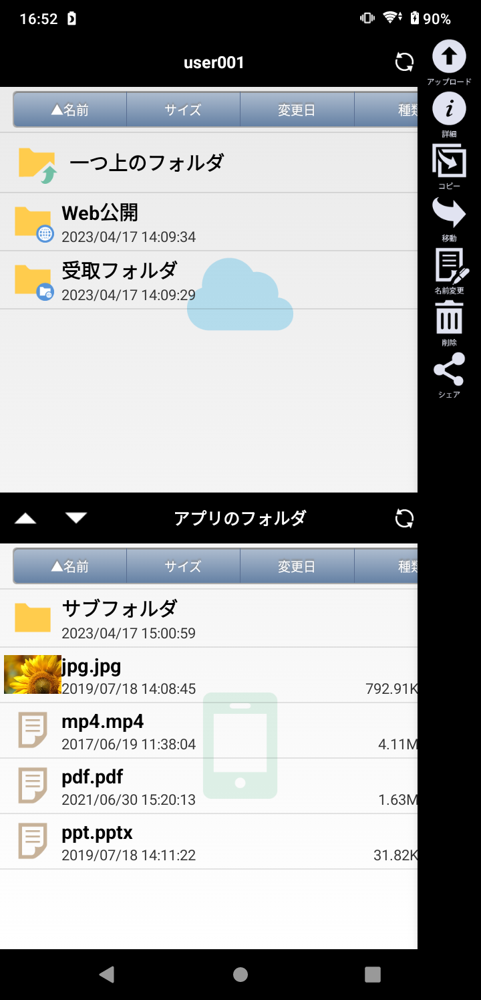 16:52
90%
user001
アップロード
▲名前 サイズ 変更日 種類
詳細
一つ上のフォルダ
コピー
Web公開
2023/04/17 14:09:34
移動
受取フォルダ
2023/04/17 14:09:29
名前変更
削除
シェア
アプリのフォルダ
▲名前 サイズ 変更日 種類
サブフォルダ
2023/04/17 15:00:59
jpg.jpg
2019/07/18 14:08:45 792.91K
mp4.mp4
2017/06/19 11:38:04 4.11M
pdf.pdf
2021/06/30 15:20:13 1.63M
ppt.pptx
2019/07/18 14:11:22 31.82K